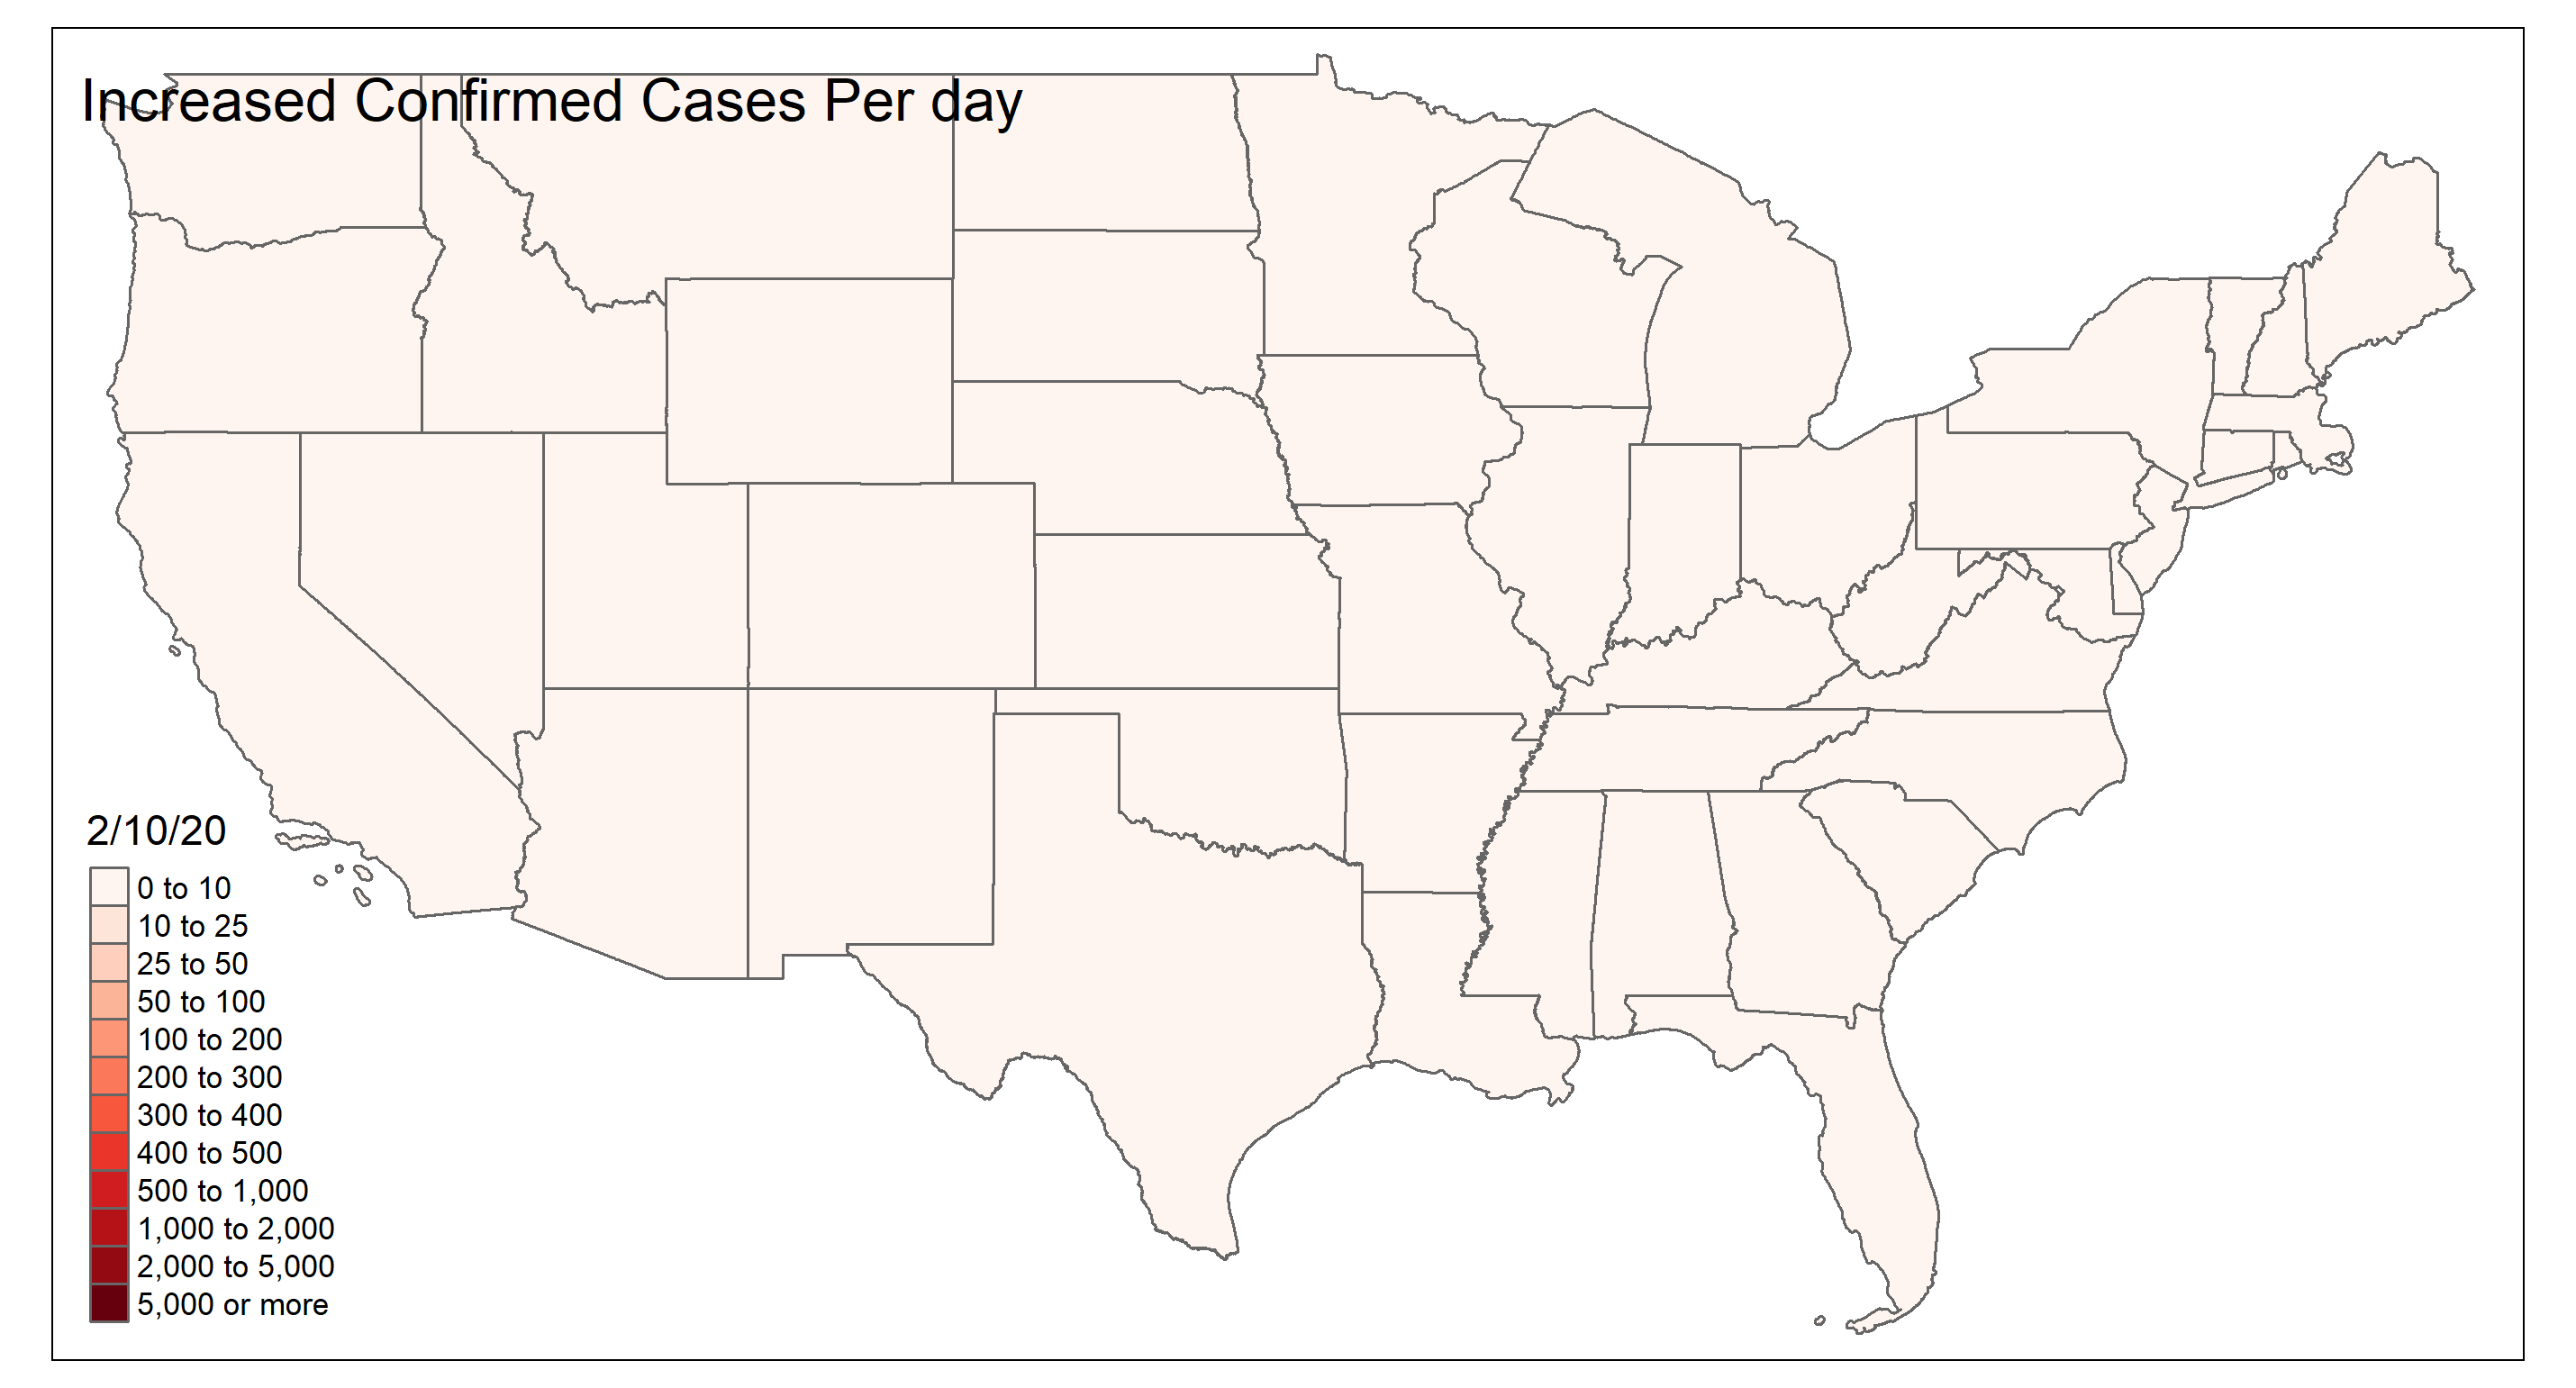 Increased Confirmed Cases Per day
2/10/20
0 to 10
10 to 25
25 to 50
50 to 100
100 to 200
200 to 300
300 to 400
400 to 500
500 to 1,000
1,000 to 2,000
2,000 to 5,000
5,000 or more